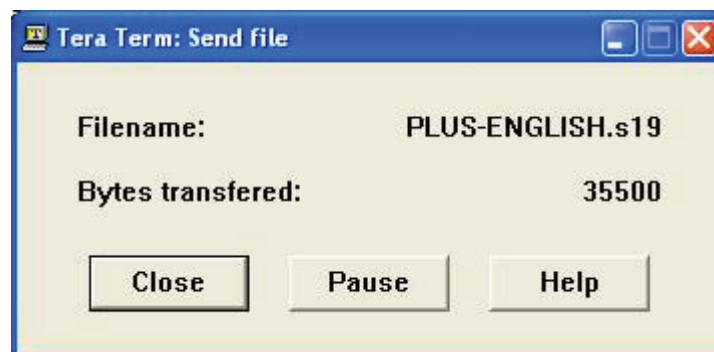 Tera Term: Send file
Filename: PLUS-ENGLISH.s19
Bytes transfered: 35500
Close Pause Help